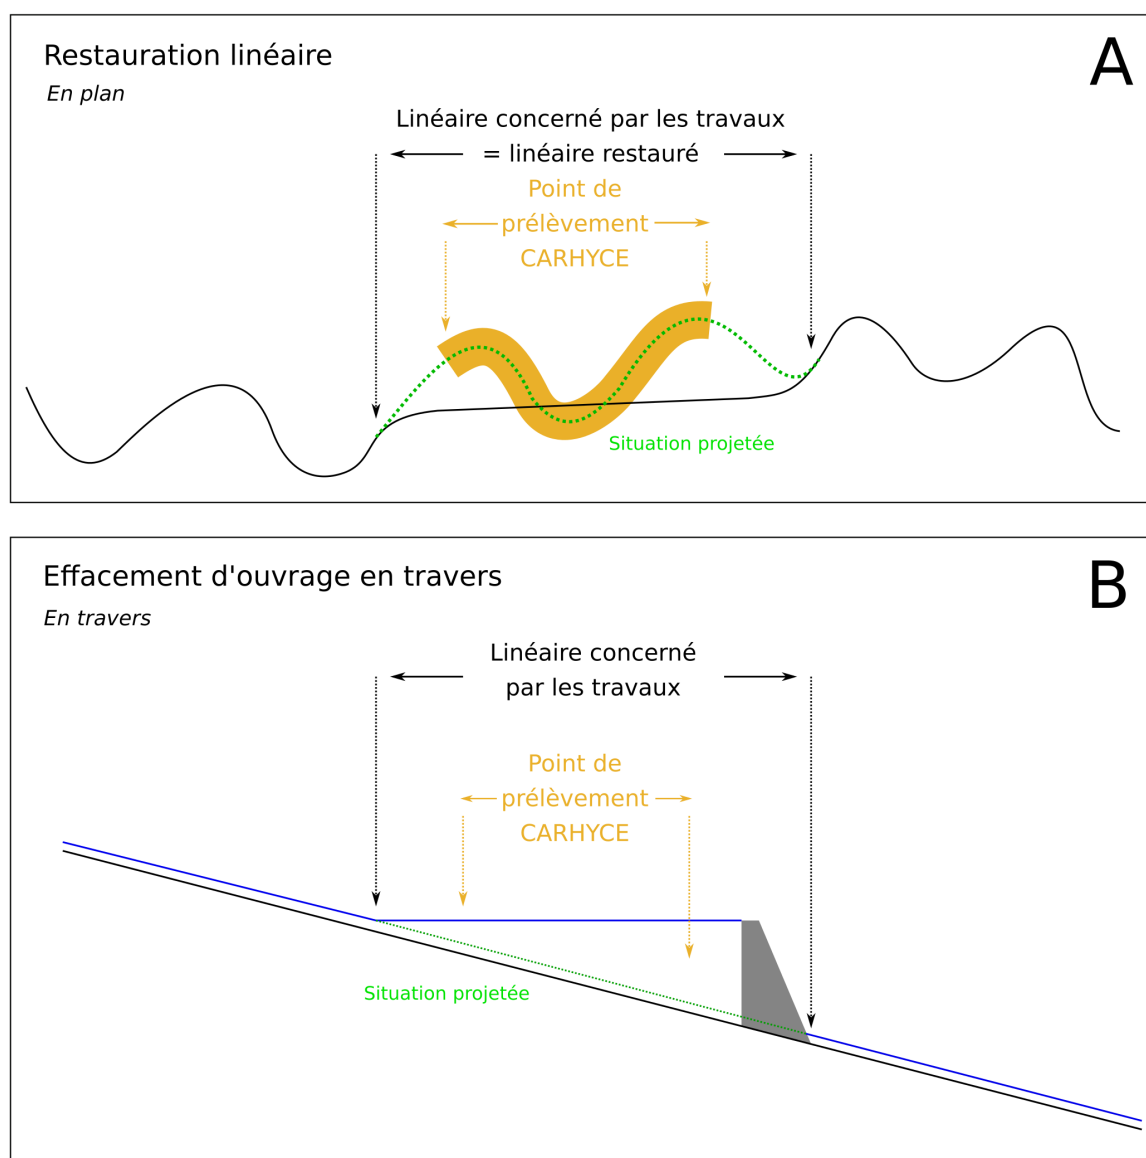 Restauration linéaire
A
En plan
Linéaire concerné par les travaux
= linéaire restauré
Point de
prélèvement
CARHYCE
Situation projetée
Effacement d'ouvrage en travers
B
En travers
Linéaire concerné
par les travaux
Point de
prélèvement
CARHYCE
Situation projetée